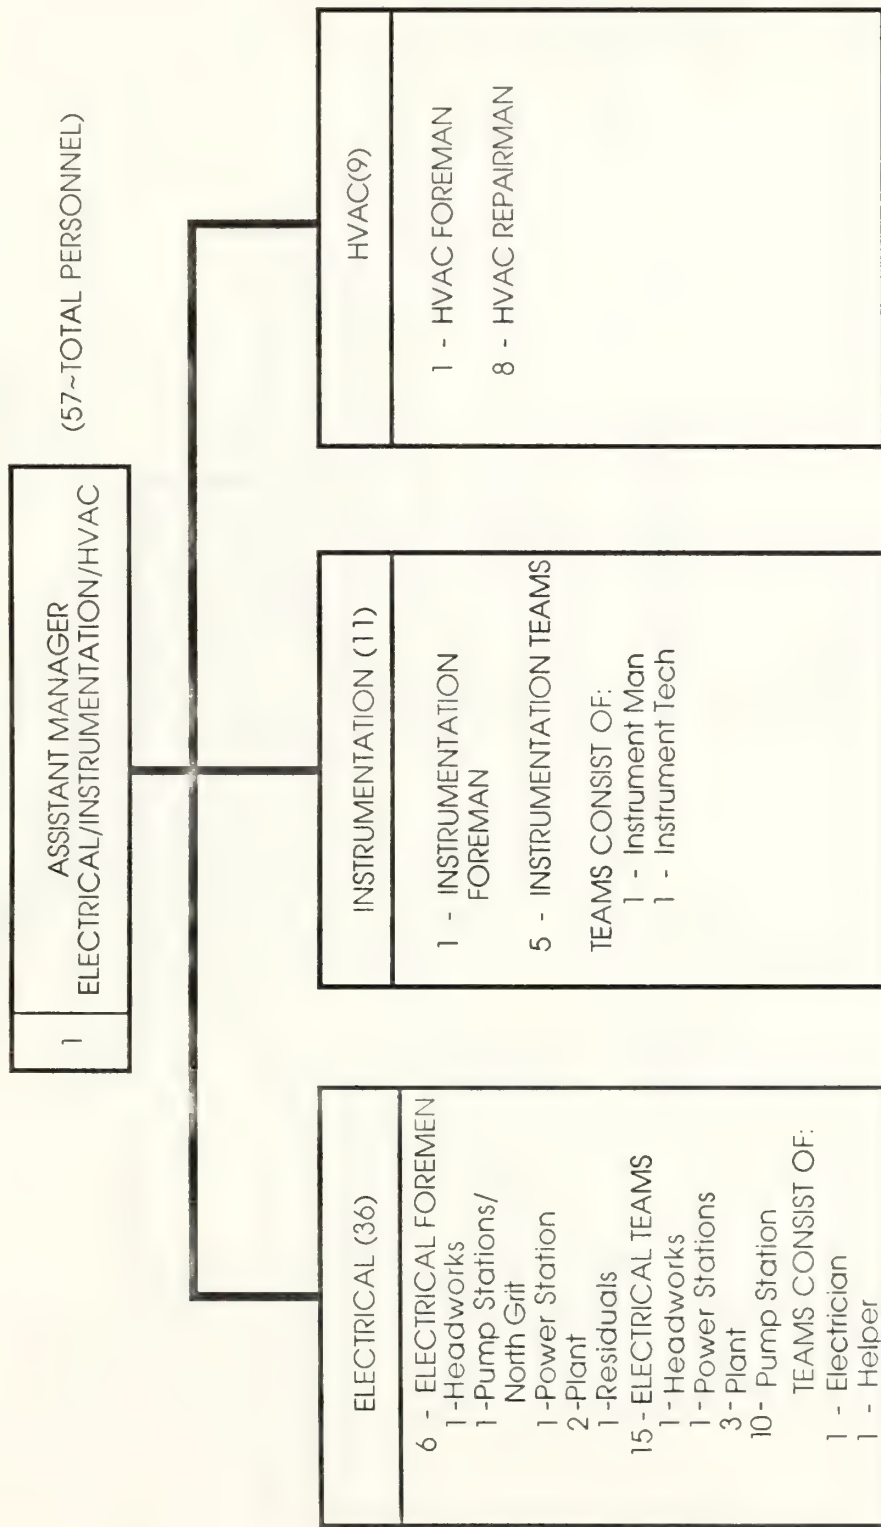 1
ASSISTANT MANAGER
ELECTRICAL/INSTRUMENTATION/HVAC
(57~TOTAL PERSONNEL)
ELECTRICAL (36)
6 - ELECTRICAL FOREMEN
1 -Headworks
1 -Pump Stations/
North Grit
1 -Power Station
2 -Plant
1 -Residuals
15 - ELECTRICAL TEAMS
1 - Headworks
1 - Power Stations
3 - Plant
10 - Pump Station
TEAMS CONSIST OF:
1 - Electrician
1 - Helper
INSTRUMENTATION (11)
1 - INSTRUMENTATION
FOREMAN
5 - INSTRUMENTATION TEAMS
TEAMS CONSIST OF:
1 - Instrument Man
1 - Instrument Tech
HVAC(9)
1 - HVAC FOREMAN
8 - HVAC REPAIRMAN